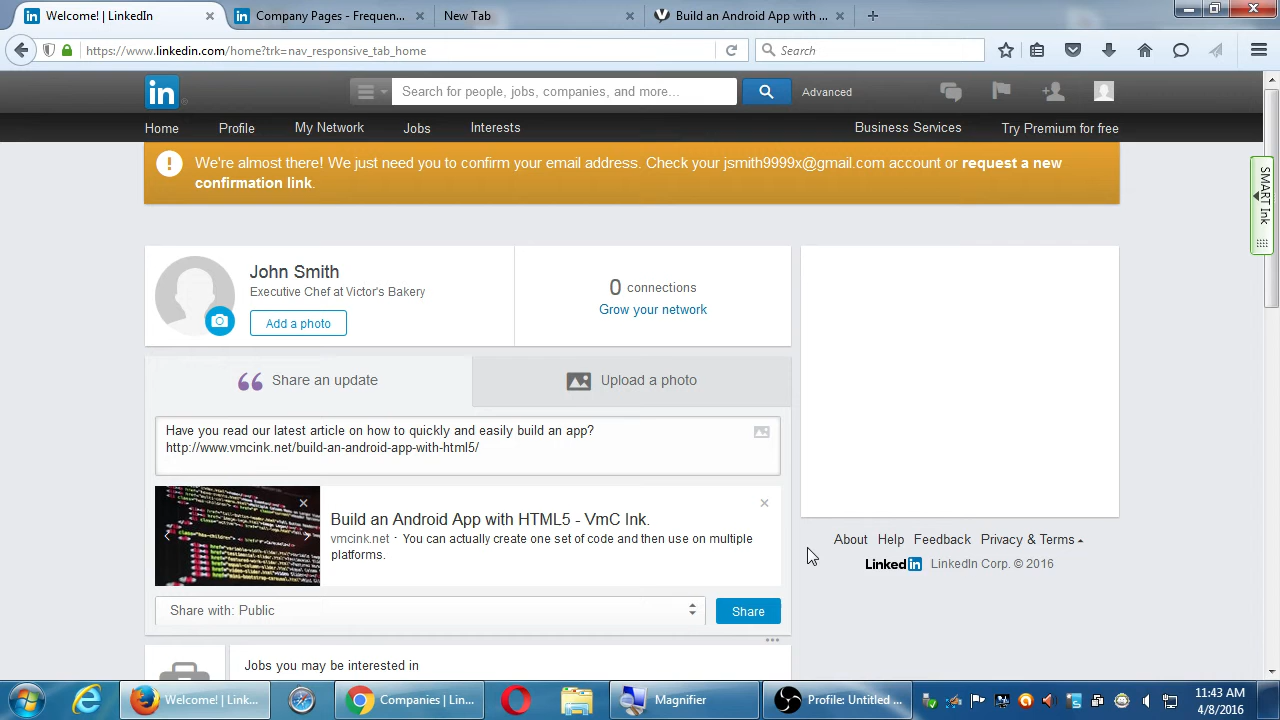 Welcome! | LinkedIn
Company Pages - Frequen...
New Tab
Build an Android App with ...
https://www.linkedin.com/home?trk=nav_responsive_tab_home
Search
in
Search for people, jobs, companies, and more...
Advanced
Home
Profile
My Network
Jobs
Interests
Business Services
Try Premium for free
We're almost there! We just need you to confirm your email address. Check your jsmith9999x@gmail.com account or request a new
confirmation link.
SMART Ink
John Smith
Executive Chef at Victor's Bakery
Add a photo
0 connections
Grow your network
Share an update
Upload a photo
Have you read our latest article on how to quickly and easily build an app?
http://www.vmcink.net/build-an-android-app-with-html5/
Build an Android App with HTML5 - VmC Ink.
vmcink.net · You can actually create one set of code and then use on multiple
platforms.
Share with: Public
Share
About
Help
Feedback
Privacy & Terms
LinkedIn
LinkedIn Corp. © 2016
Jobs you may be interested in
Welcome! | Link...
Companies | Lin...
Magnifier
Profile: Untitled ...
11:43 AM
4/8/2016